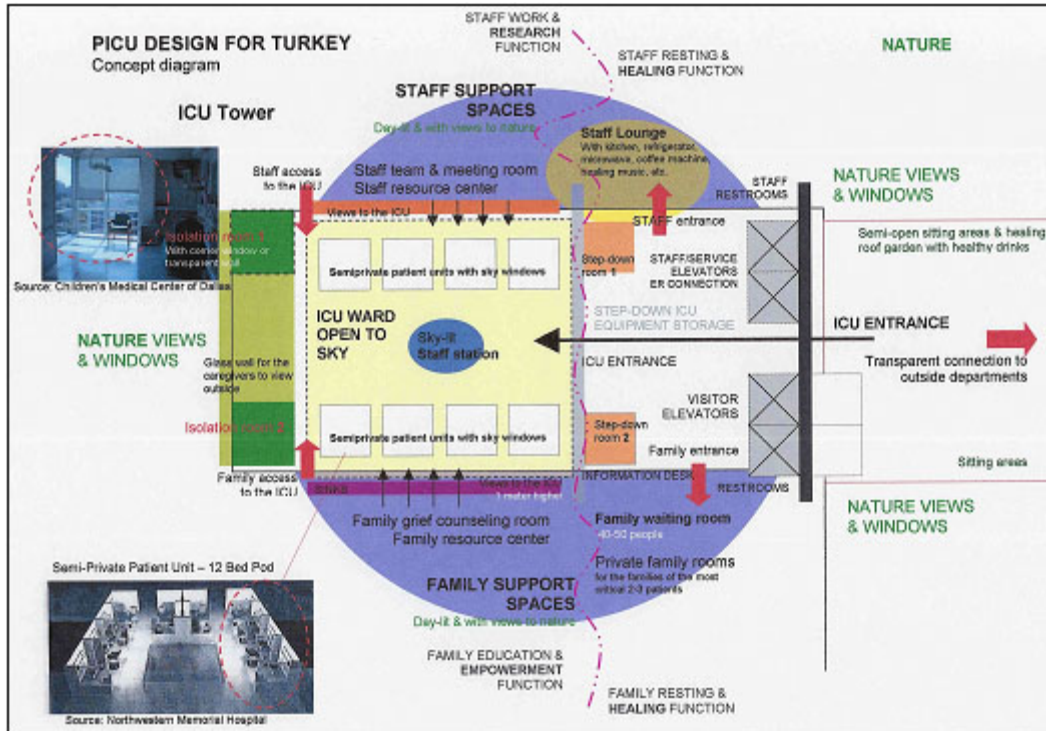 PICU DESIGN FOR TURKEY
Concept diagram
STAFF WORK &
RESEARCH
FUNCTION
STAFF RESTING &
HEALING FUNCTION
NATURE
ICU Tower
STAFF SUPPORT
SPACES
Day-lit & with views to nature
Staff Lounge
With kitchen, refrigerator,
microwave, coffee machine,
healing music, etc.
Staff access
to the ICU
Staff team & meeting room
Staff resource center
Views to the ICU
STAFF
RESTROOMS
NATURE VIEWS
& WINDOWS
STAFF entrance
Semi-open sitting areas & healing
roof garden with healthy drinks
Isolation room 1
With corner window or
transparent wall
Source: Children's Medical Center of Dallas
Semiprivate patient units with sky windows
Step-down
room 1
STAFF/SERVICE
ELEVATORS
ER CONNECTION
STEP-DOWN ICU
EQUIPMENT STORAGE
ICU WARD
OPEN TO
SKY
Sky-lit
Staff station
ICU ENTRANCE
ICU ENTRANCE
Transparent connection to
outside departments
NATURE VIEWS
& WINDOWS
Glass wall for the
caregivers to view
outside
VISITOR
ELEVATORS
Isolation room 2
Semiprivate patient units with sky windows
Step-down
room 2
Family entrance
Sitting areas
Family access
to the ICU
SINKS
Views to the ICU
1 meter higher
INFORMATION DESK
RESTROOMS
NATURE VIEWS
& WINDOWS
Family grief counseling room
Family resource center
Family waiting room
40-50 people
Private family rooms
for the families of the most
critical 2-3 patients
Semi-Private Patient Unit – 12 Bed Pod
FAMILY SUPPORT
SPACES
Day-lit & with views to nature
FAMILY EDUCATION &
EMPOWERMENT
FUNCTION
FAMILY RESTING &
HEALING FUNCTION
Source: Northwestern Memorial Hospital